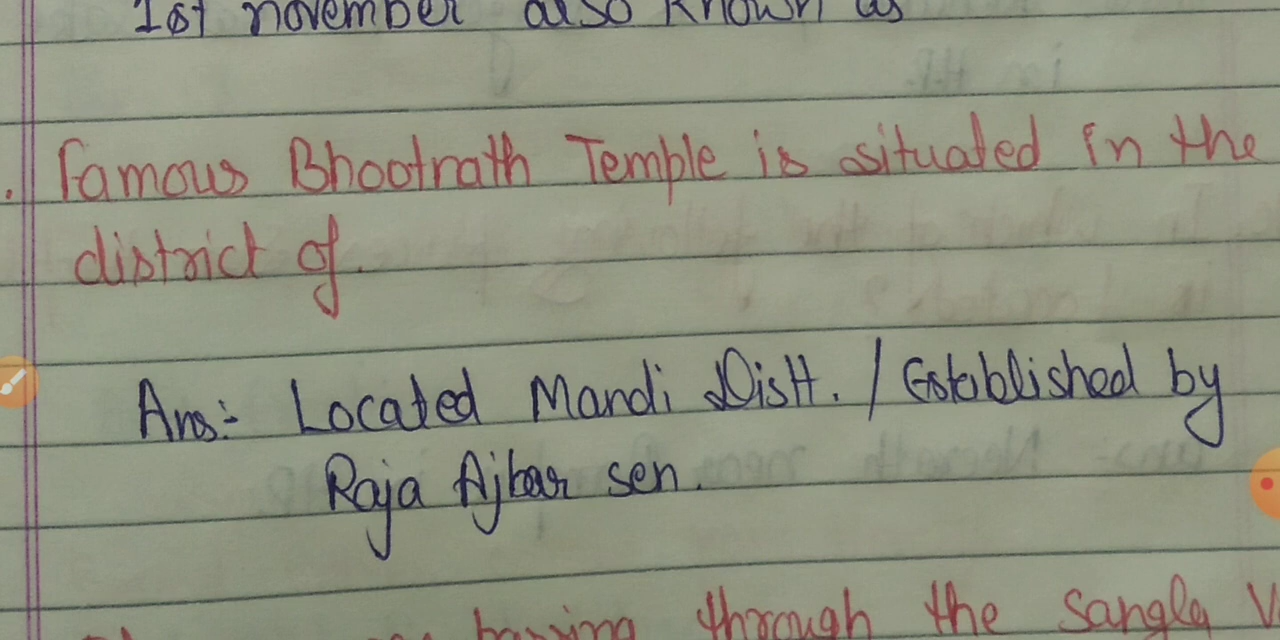 1st november also known as
Famous Bhootnath Temple is situated in the
district of.
Ans:- Located Mandi Distt. / Established by
Raja Ajbar sen.
through the Sangla